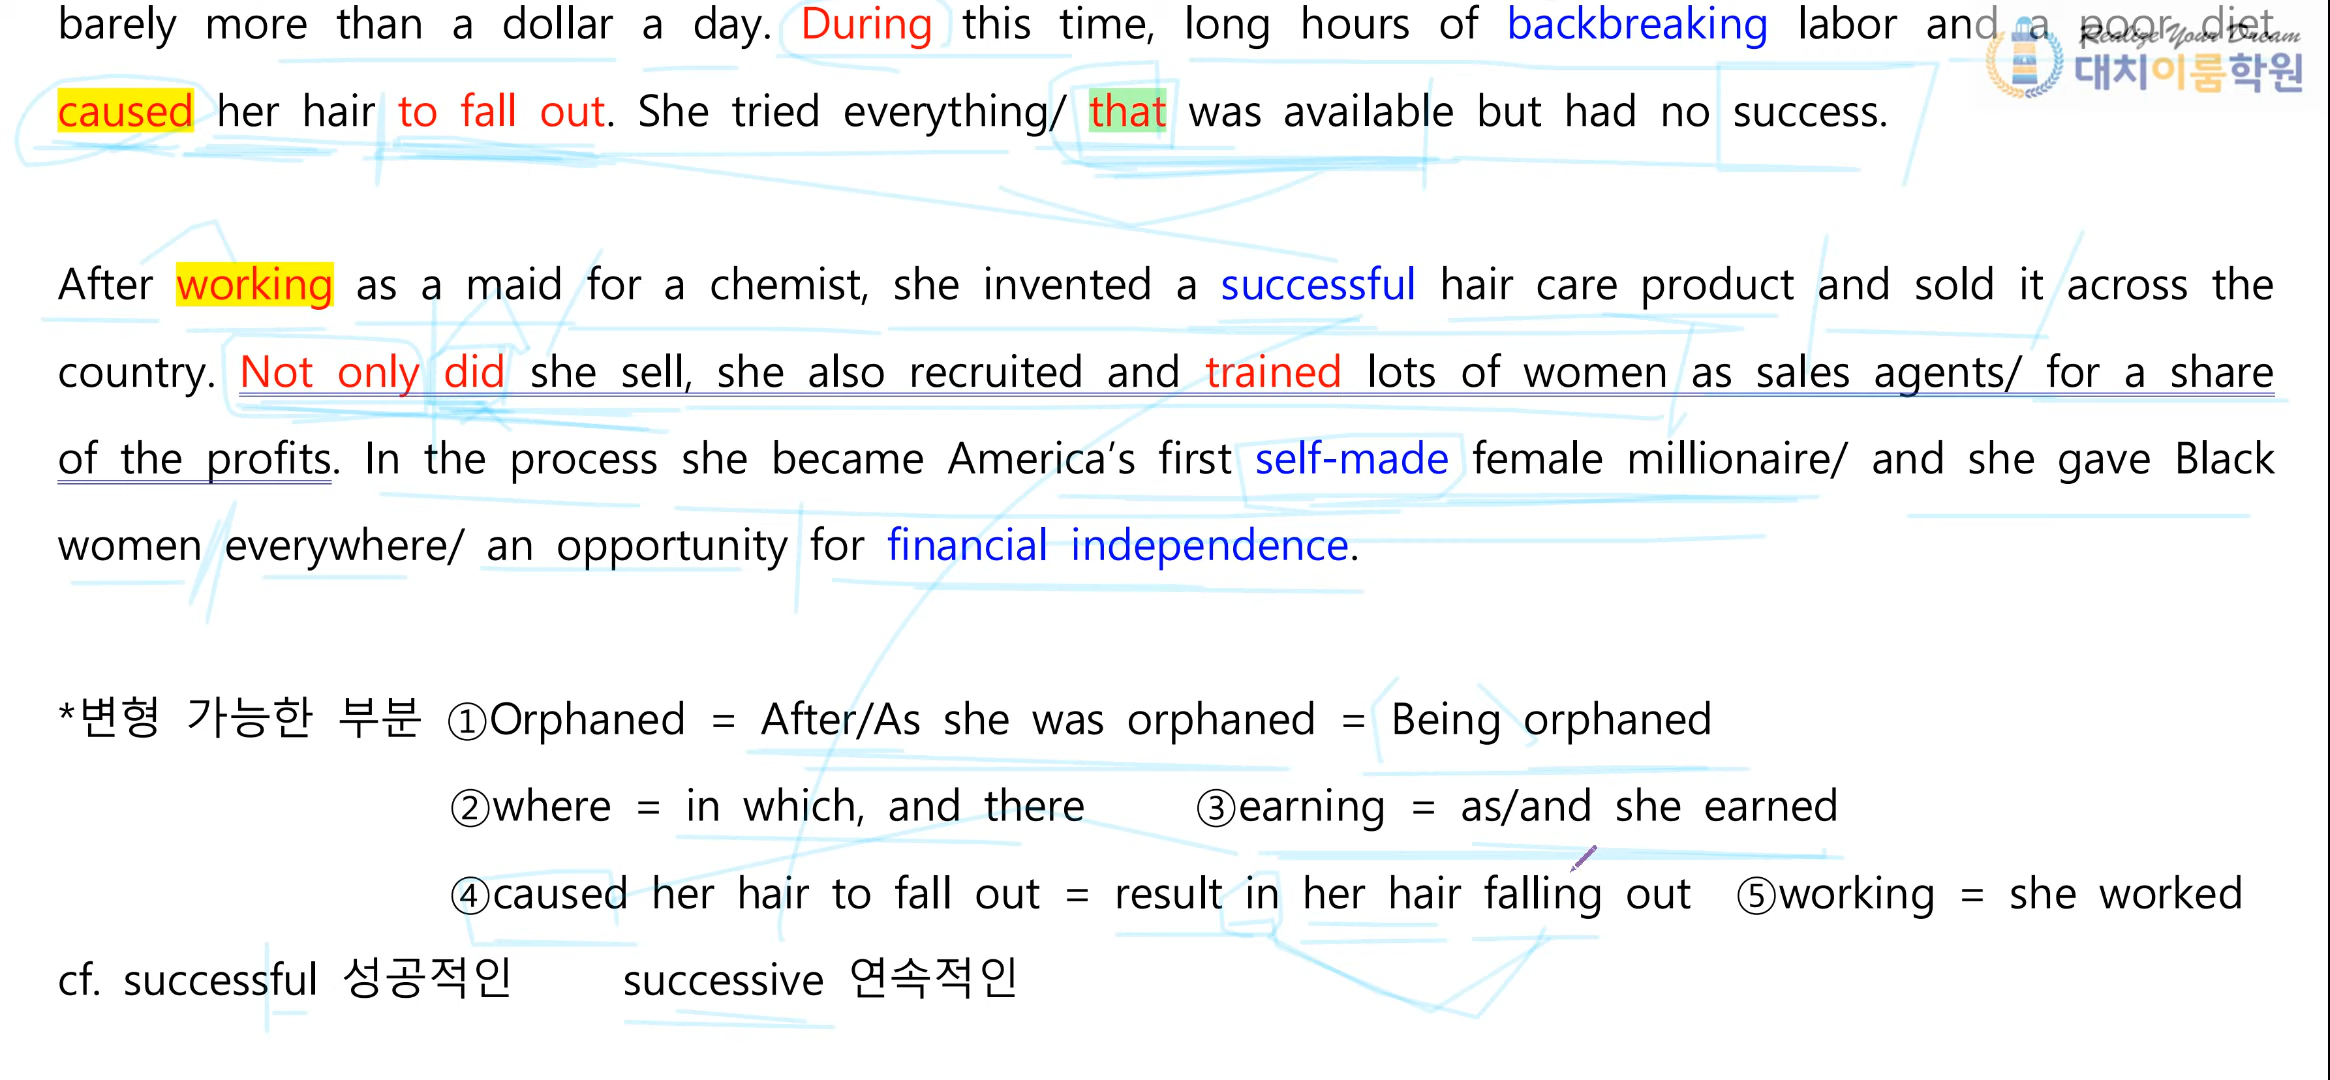 barely more than a dollar a day. During this time, long hours of backbreaking labor and a poor diet
Realize Your Dream
대치이룸학원
caused her hair to fall out. She tried everything/ that was available but had no success.
After working as a maid for a chemist, she invented a successful hair care product and sold it across the
country. Not only did she sell, she also recruited and trained lots of women as sales agents/ for a share
of the profits. In the process she became America's first self-made female millionaire/ and she gave Black
women everywhere/ an opportunity for financial independence.
*변형 가능한 부분 ①Orphaned = After/As she was orphaned = Being orphaned
②where = in which, and there ③earning = as/and she earned
④caused her hair to fall out = result in her hair falling out ⑤working = she worked
cf. successful 성공적인 successive 연속적인